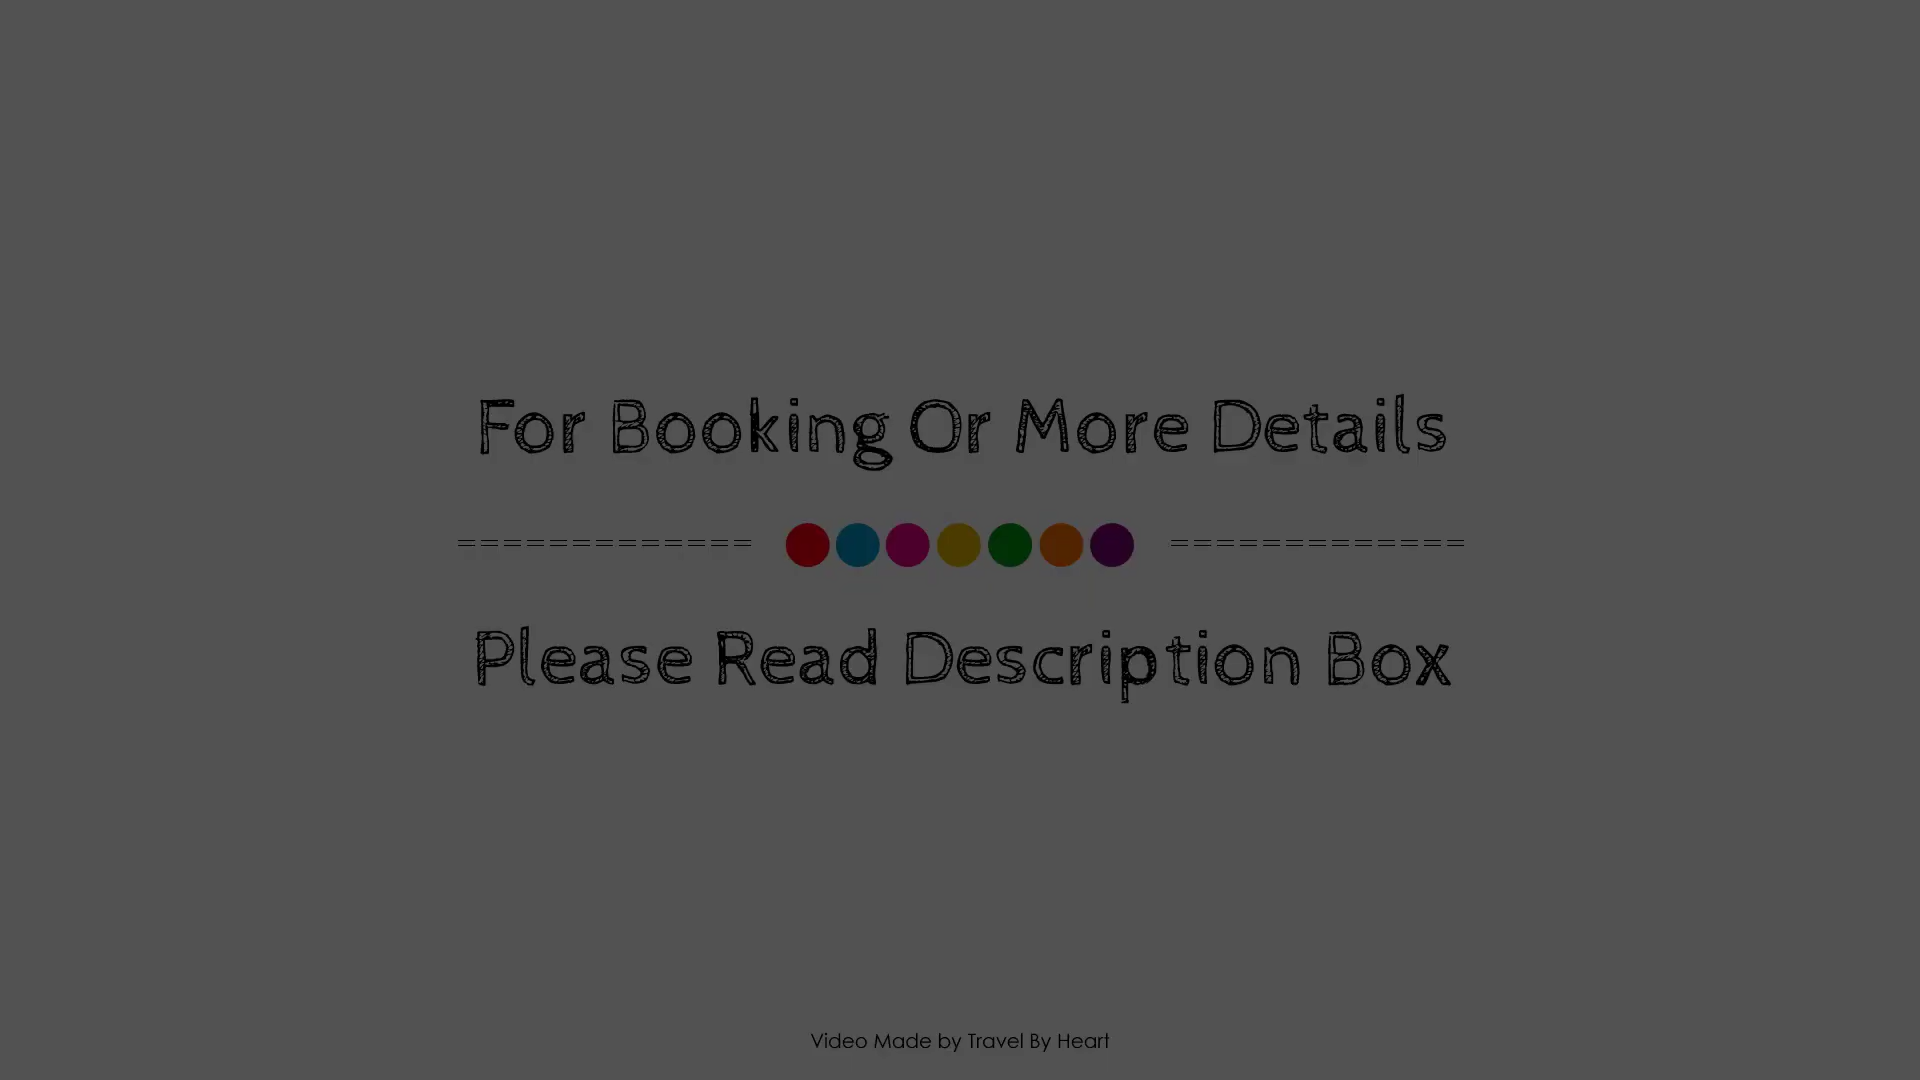 For Booking Or More Details
============= =============
Please Read Description Box
Video Made by Travel By Heart